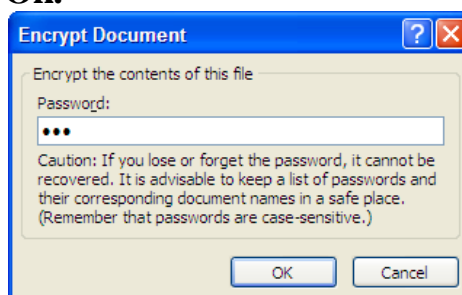 Ok.
Encrypt Document
Encrypt the contents of this file
Password:
•••
Caution: If you lose or forget the password, it cannot be
recovered. It is advisable to keep a list of passwords and
their corresponding document names in a safe place.
(Remember that passwords are case-sensitive.)
OK
Cancel